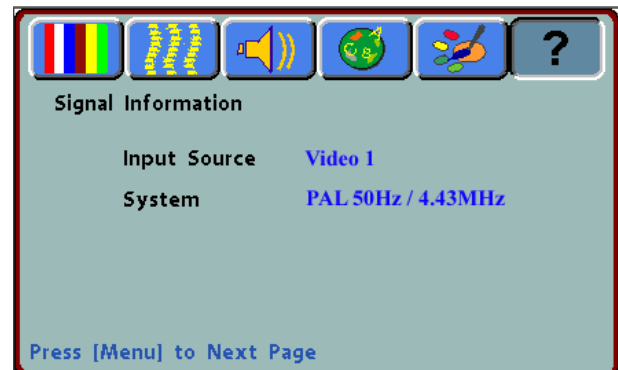 ?
Signal Information
Input Source Video 1
System PAL 50Hz / 4.43MHz
Press [Menu] to Next Page